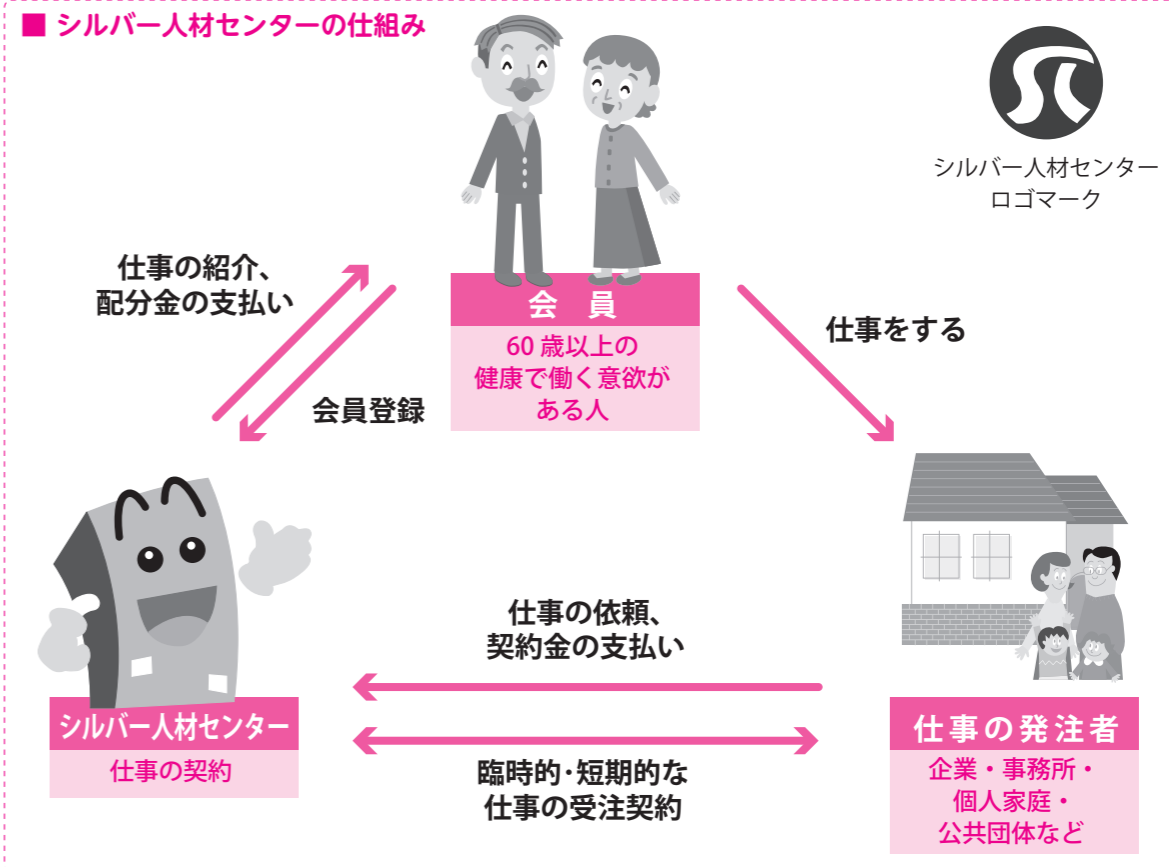 ■ シルバー人材センターの仕組み
シルバー人材センター
ロゴマーク
仕事の紹介、
配分金の支払い
会員登録
会 員
60 歳以上の
健康で働く意欲が
ある人
仕事をする
仕事の依頼、
契約金の支払い
シルバー人材センター
仕事の契約
臨時的・短期的な
仕事の受注契約
仕事の発注者
企業・事務所・
個人家庭・
公共団体など